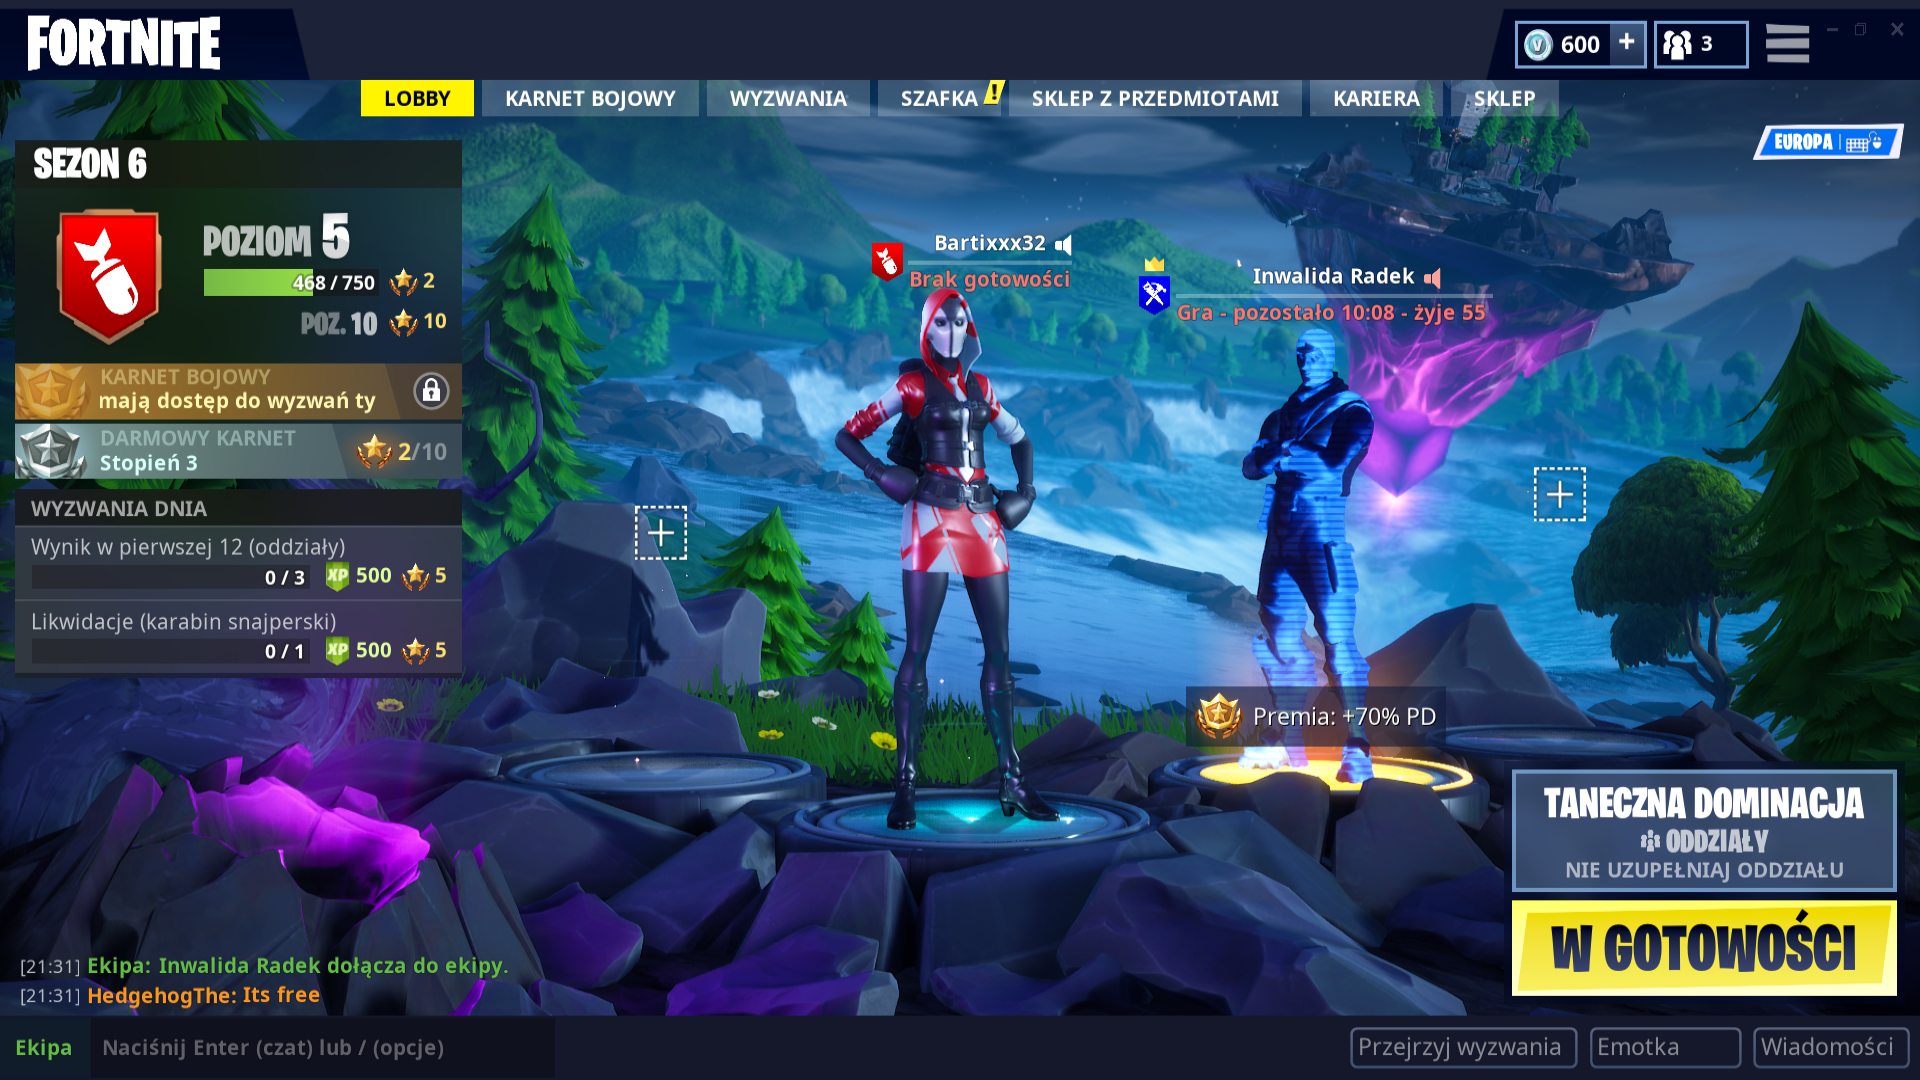 FORTNITE
600 +
3
LOBBY
KARNET BOJOWY
WYZWANIA
SZAFKA !
SKLEP Z PRZEDMIOTAMI
KARIERA
SKLEP
EUROPA
SEZON 6
POZIOM 5
468 / 750
2
POZ. 10
10
KARNET BOJOWY
mają dostęp do wyzwań ty
DARMOWY KARNET
Stopień 3
2/10
WYZWANIA DNIA
Wynik w pierwszej 12 (oddziały)
0 / 3
XP 500
5
Likwidacje (karabin snajperski)
0 / 1
XP 500
5
Bartixxx32
Brak gotowości
Inwalida Radek
Gra - pozostało 10:08 - żyje 55
Premia: +70% PD
TANECZNA DOMINACJA
ODDZIAŁY
NIE UZUPEŁNIAJ ODDZIAŁU
W GOTOWOŚCI
[21:31] Ekipa: Inwalida Radek dołącza do ekipy.
[21:31] HedgehogThe: Its free
Ekipa
Naciśnij Enter (czat) lub / (opcje)
Przejrzyj wyzwania
Emotka
Wiadomości